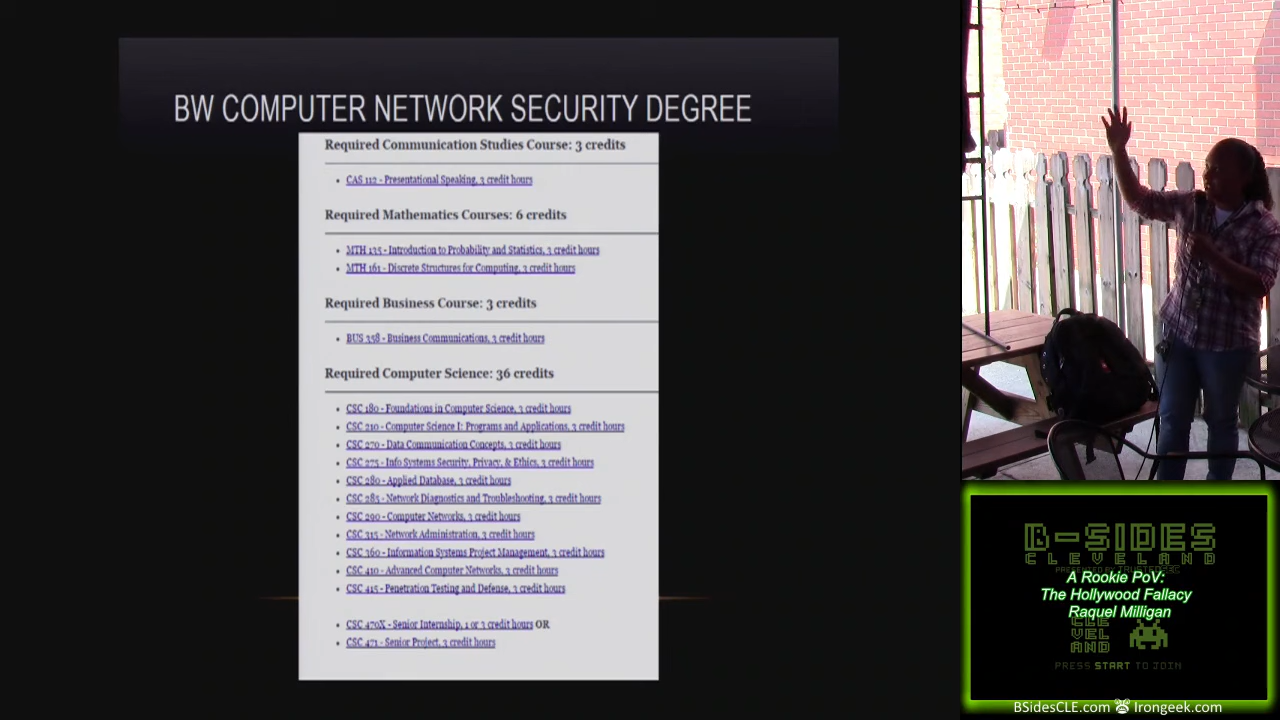 BW COMPUTER NETWORK SECURITY DEGREE
Required Communication Studies Course: 3 credits
CAS 112 - Presentational Speaking, 3 credit hours
Required Mathematics Courses: 6 credits
MTH 135 - Introduction to Probability and Statistics, 3 credit hours
MTH 161 - Discrete Structures for Computing, 3 credit hours
Required Business Course: 3 credits
BUS 358 - Business Communications, 3 credit hours
Required Computer Science: 36 credits
CSC 180 - Foundations in Computer Science, 3 credit hours
CSC 210 - Computer Science I: Programs and Applications, 3 credit hours
CSC 270 - Data Communication Concepts, 3 credit hours
CSC 275 - Info Systems Security, Privacy, & Ethics, 3 credit hours
CSC 280 - Applied Database, 3 credit hours
CSC 285 - Network Diagnostics and Troubleshooting, 3 credit hours
CSC 290 - Computer Networks, 3 credit hours
CSC 315 - Network Administration, 3 credit hours
CSC 360 - Information Systems Project Management, 3 credit hours
CSC 410 - Advanced Computer Networks, 3 credit hours
CSC 415 - Penetration Testing and Defense, 3 credit hours
CSC 470X - Senior Internship, 1 or 3 credit hours OR
CSC 471 - Senior Project, 3 credit hours
B-SIDES
CLEVELAND
PRESENTED BY TRUSTEDSEC
A Rookie PoV:
The Hollywood Fallacy
Raquel Milligan
CLE
VEL
AND
PRESS START TO JOIN
BSidesCLE.com Irongeek.com